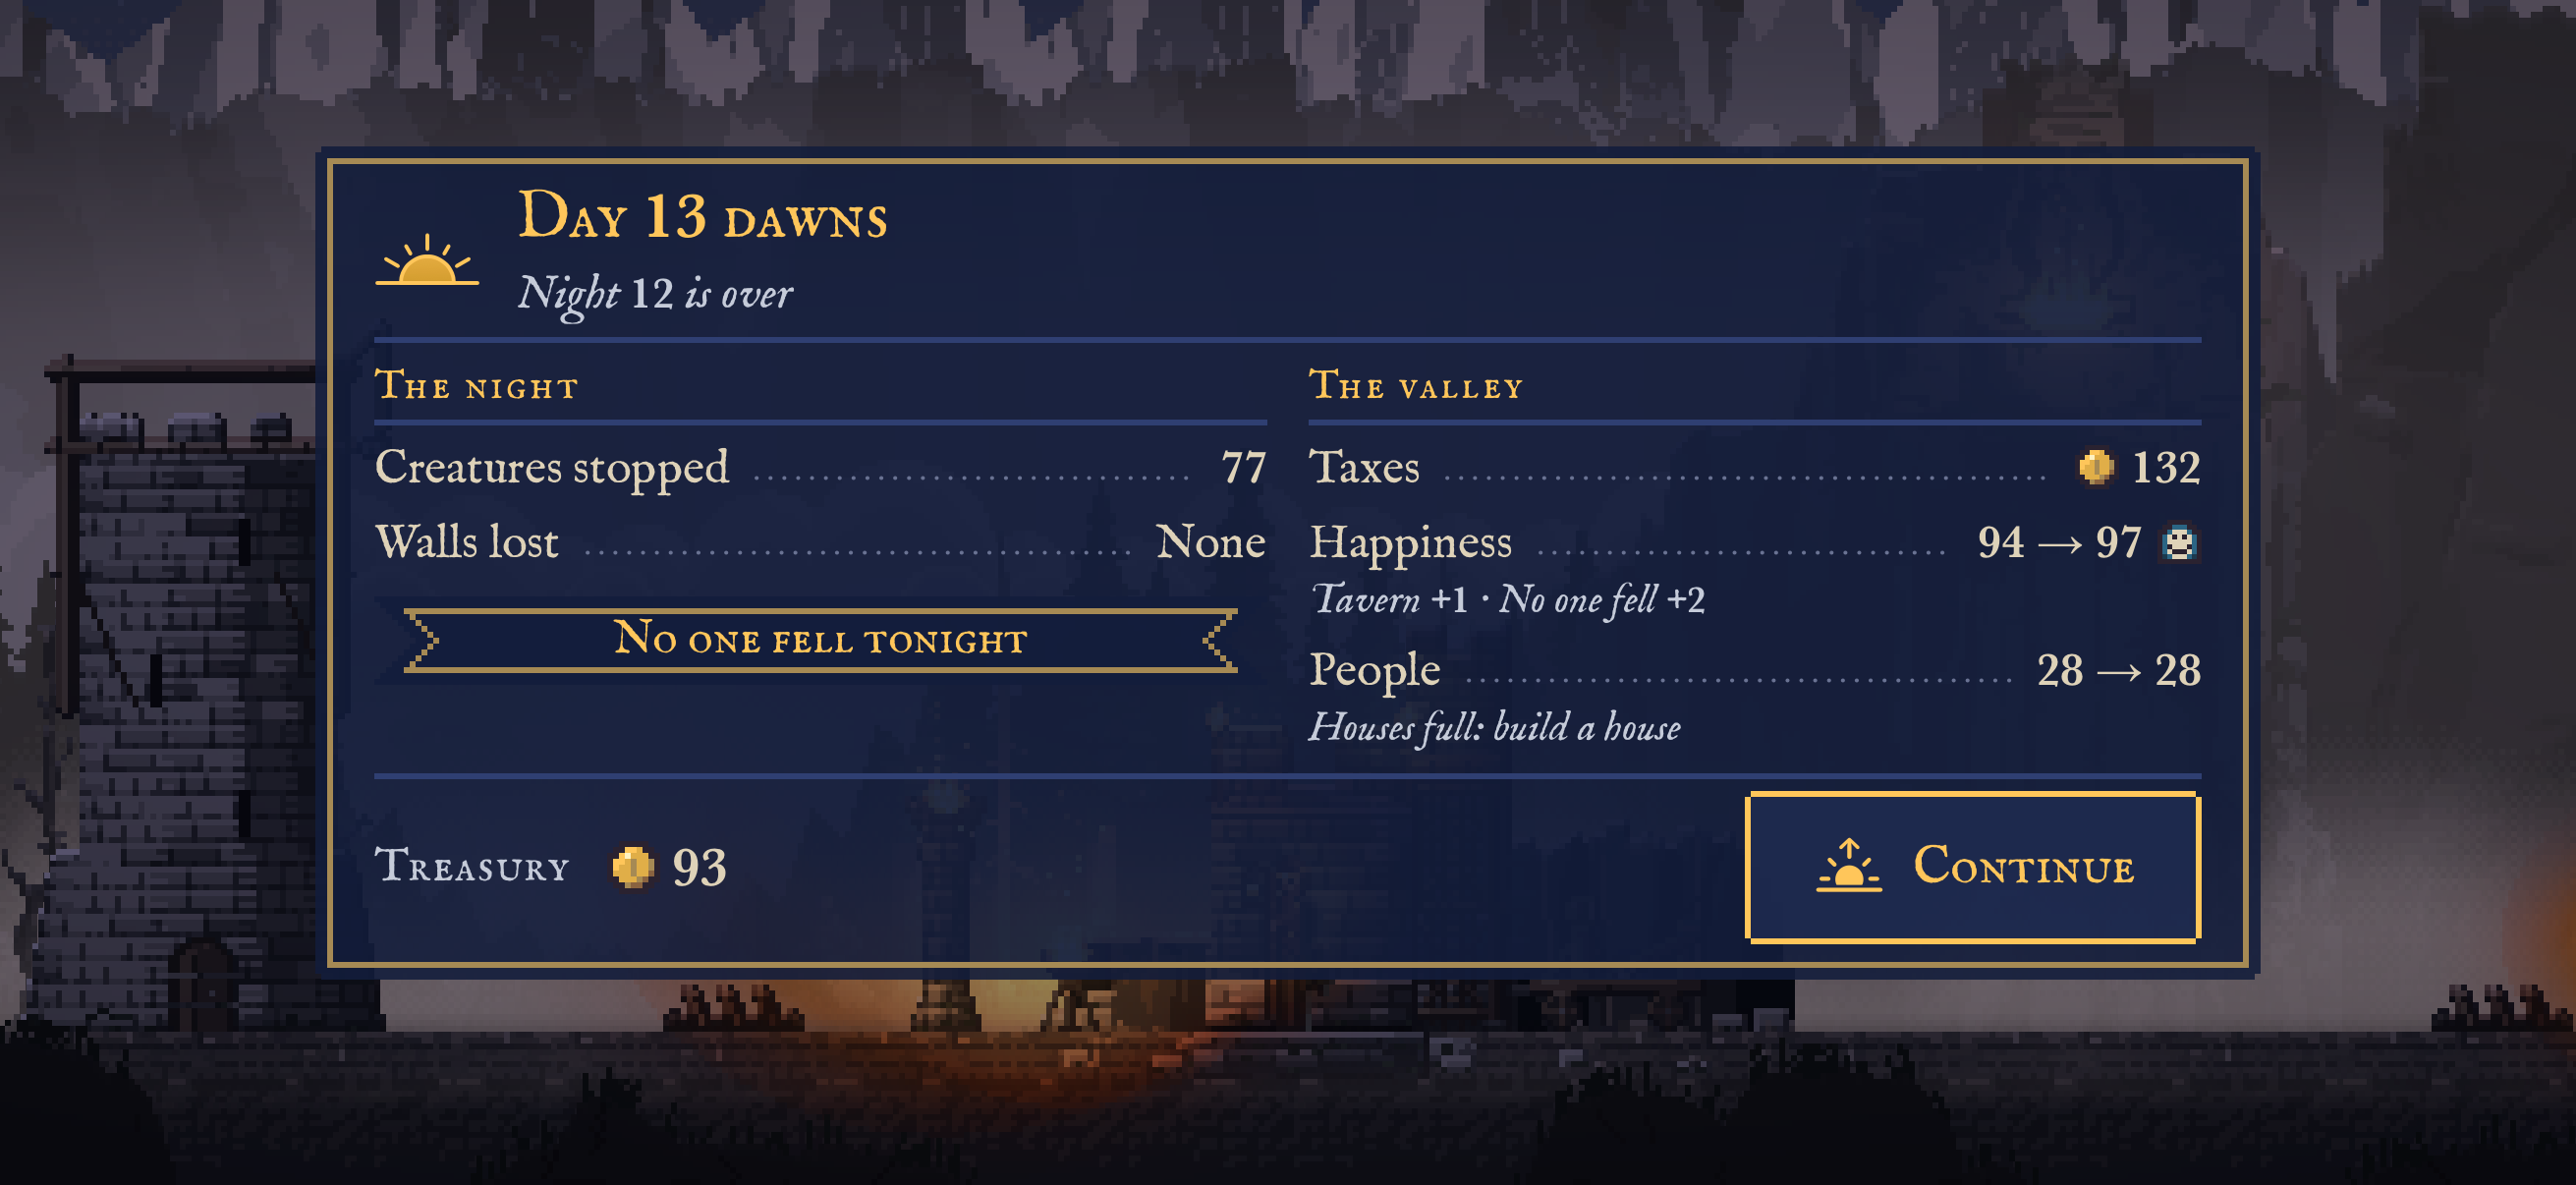 Day 13 dawns
Night 12 is over
The night
Creatures stopped 77
Walls lost None
No one fell tonight
The valley
Taxes 132
Happiness 94 → 97
Tavern +1 · No one fell +2
People 28 → 28
Houses full: build a house
Treasury 93
Continue